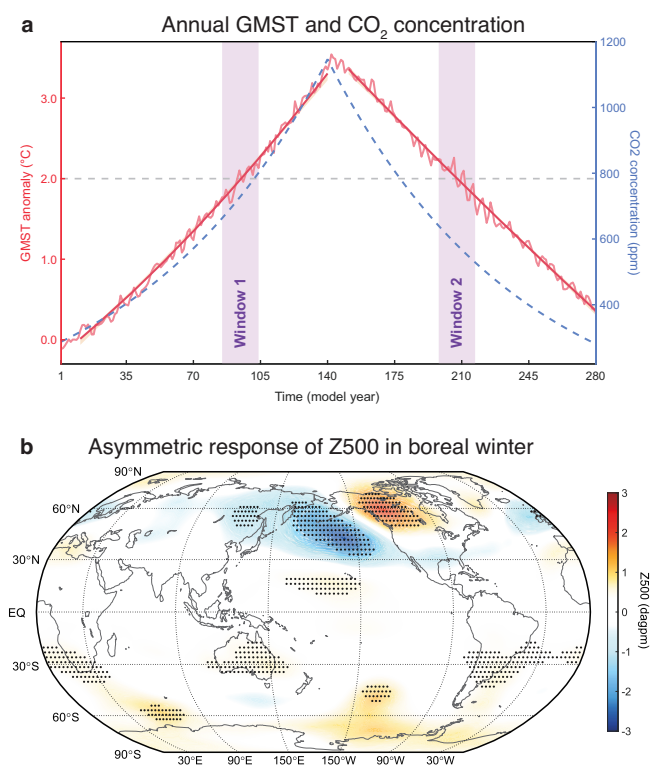 a Annual GMST and CO2 concentration
GMST anomaly (°C)
3.0
2.0
1.0
0.0
1200
1000
800
600
400
CO2 concentration (ppm)
Window 1
Window 2
1 35 70 105 140 175 210 245 280
Time (model year)
b Asymmetric response of Z500 in boreal winter
90°N
60°N
30°N
EQ
30°S
60°S
90°S
30°E 90°E 150°E 150°W 90°W 30°W
3
2
1
0
-1
-2
-3
Z500 (dagpm)